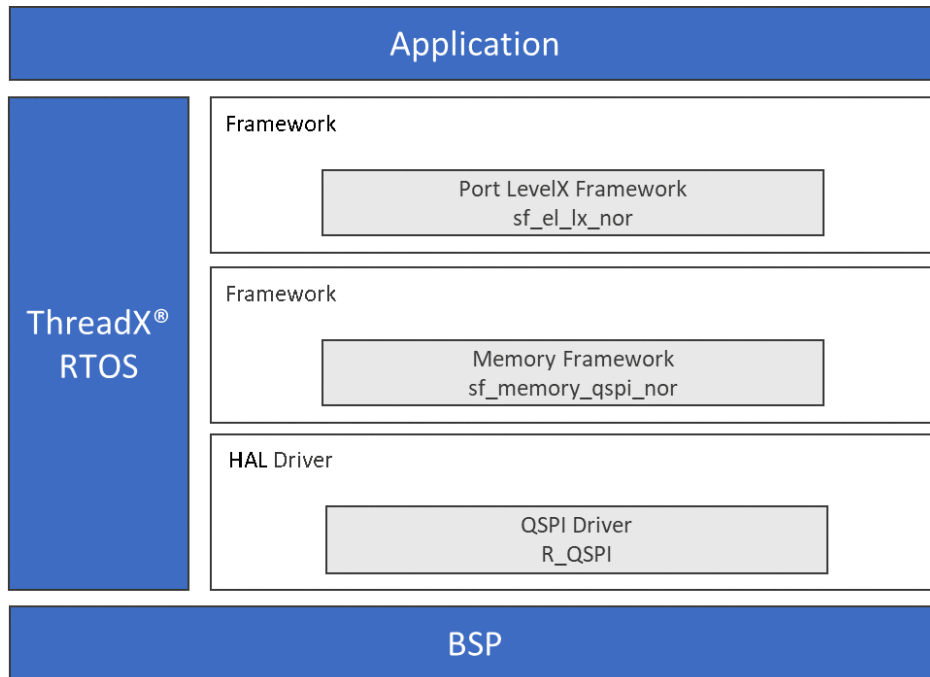 Application
ThreadX®
RTOS
Framework
Port LevelX Framework
sf_el_lx_nor
Framework
Memory Framework
sf_memory_qspi_nor
HAL Driver
QSPI Driver
R_QSPI
BSP